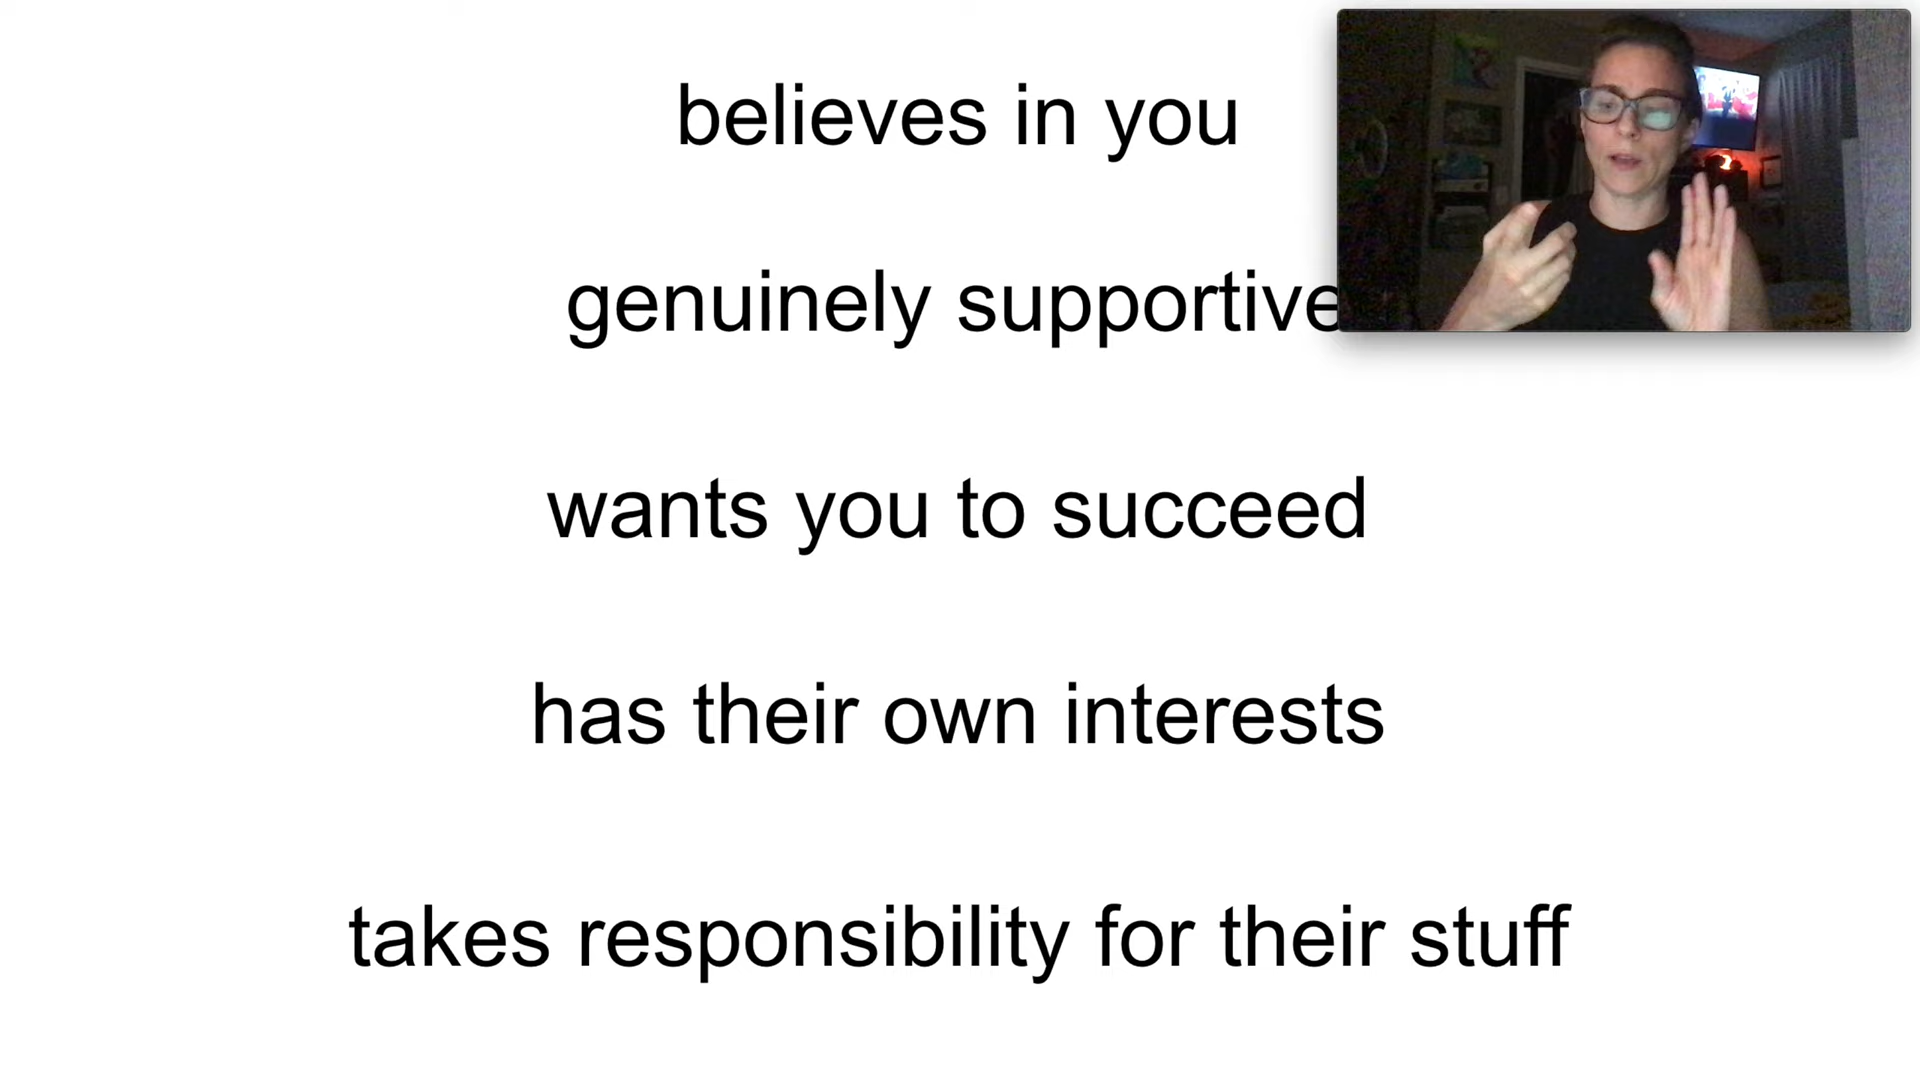 believes in you
genuinely supportive
wants you to succeed
has their own interests
takes responsibility for their stuff